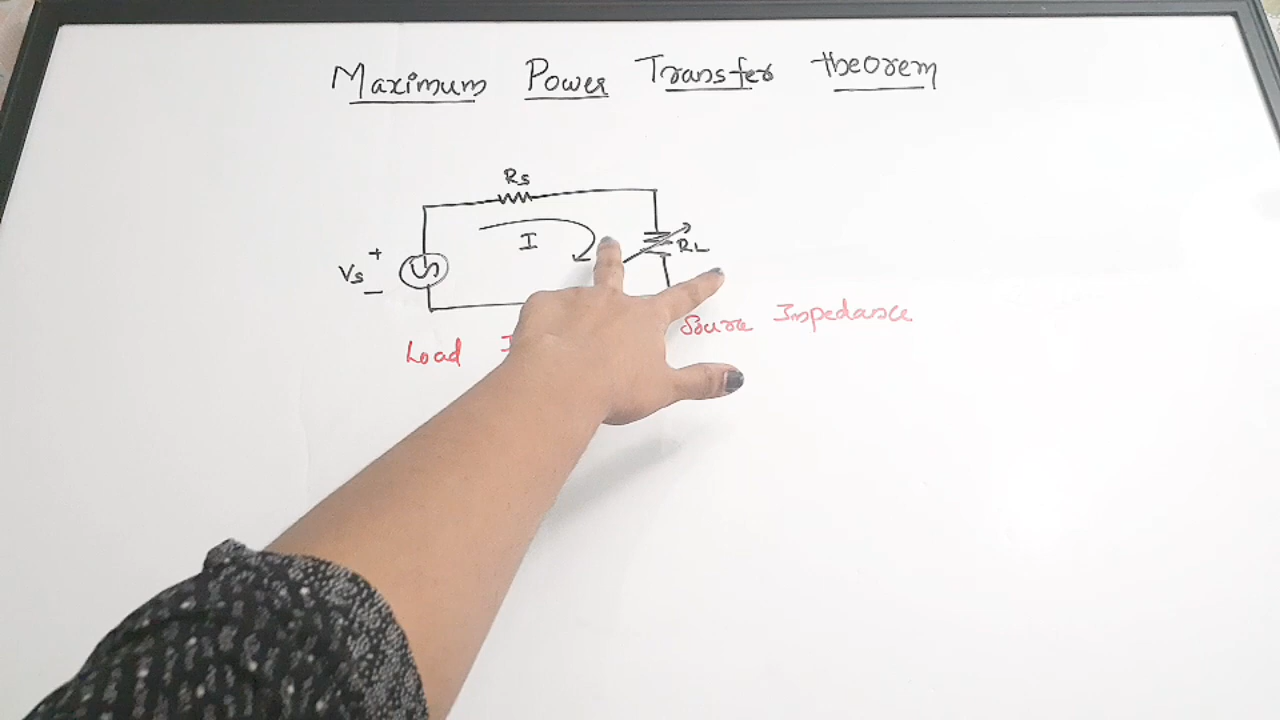 Maximum Power Transfer theorem
Rs
I
RL
Vs
+
−
Source Impedance
Load